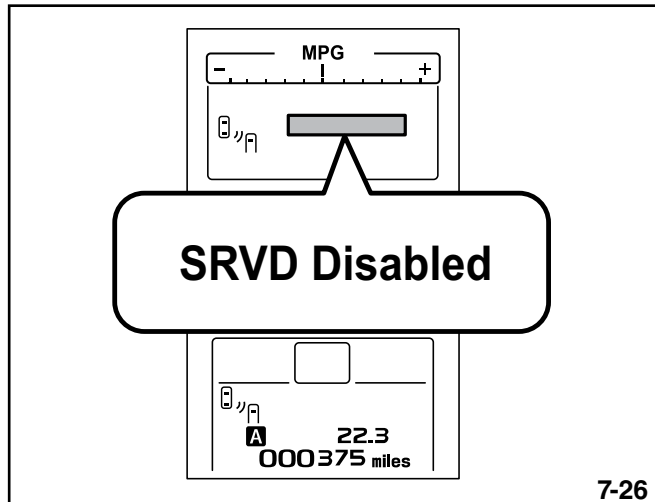 MPG
- +
SRVD Disabled
A 22.3
000375 miles
7-26